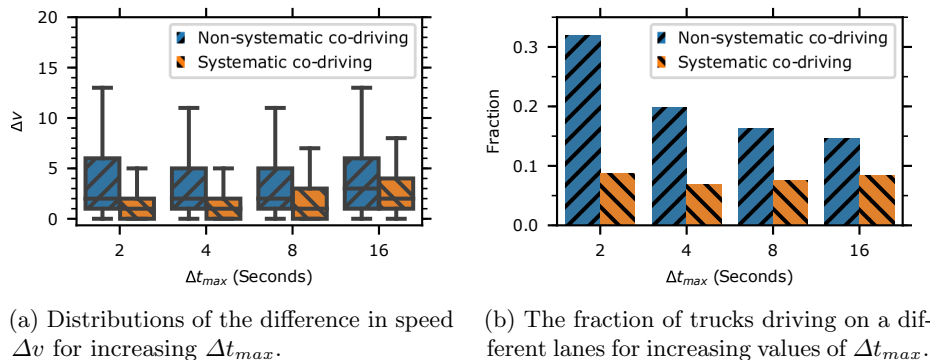 20
15
10
5
0
Δv
Non-systematic co-driving
Systematic co-driving
2 4 8 16
Δt_max (Seconds)
0.3
0.2
0.1
0.0
Fraction
Non-systematic co-driving
Systematic co-driving
2 4 8 16
Δt_max (Seconds)
(a) Distributions of the difference in speed
Δv for increasing Δt_max.
(b) The fraction of trucks driving on a dif-
ferent lanes for increasing values of Δt_max.